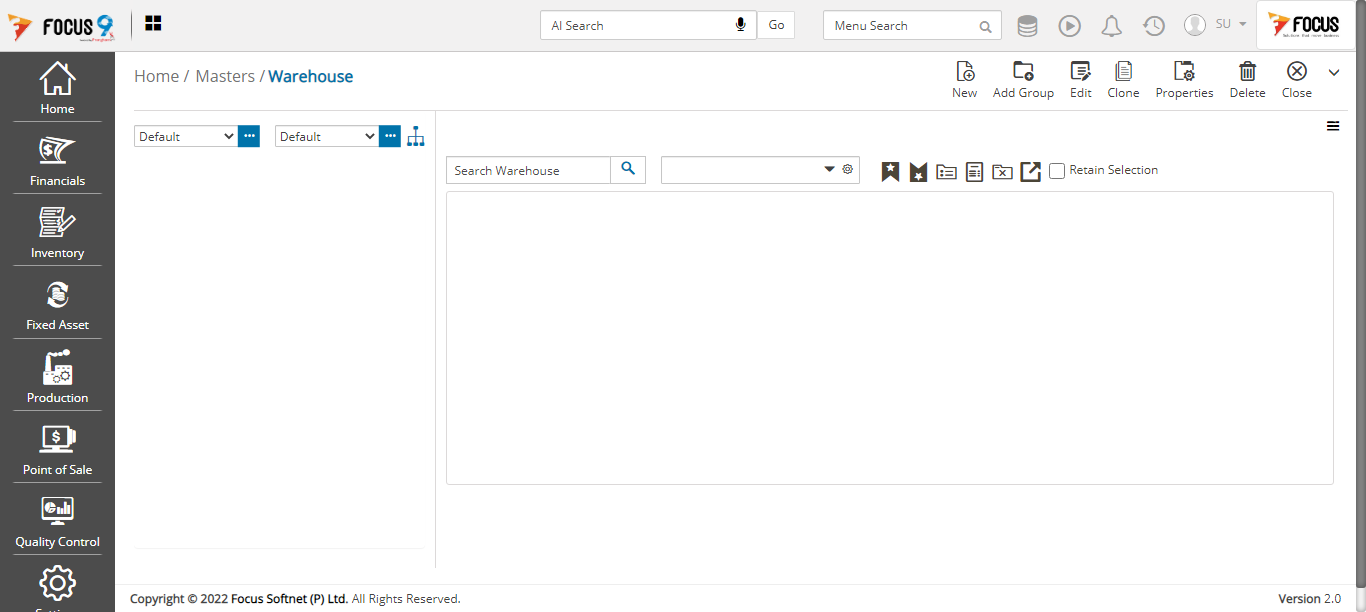 FOCUS 9
AI Search
Go
Menu Search
SU
FOCUS
Home
Financials
Inventory
Fixed Asset
Production
Point of Sale
Quality Control
Home / Masters / Warehouse
New
Add Group
Edit
Clone
Properties
Delete
Close
Default
Default
Search Warehouse
Retain Selection
Copyright © 2022 Focus Softnet (P) Ltd. All Rights Reserved.
Version 2.0